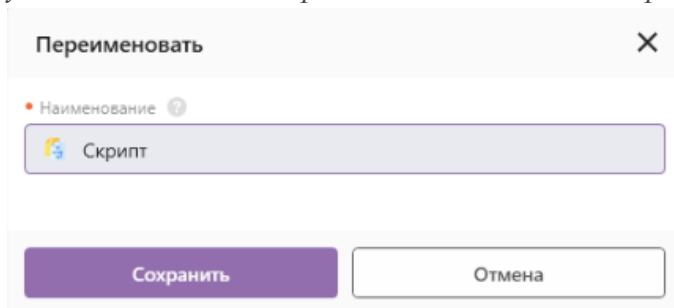 Переименовать
Наименование
Скрипт
Сохранить
Отмена